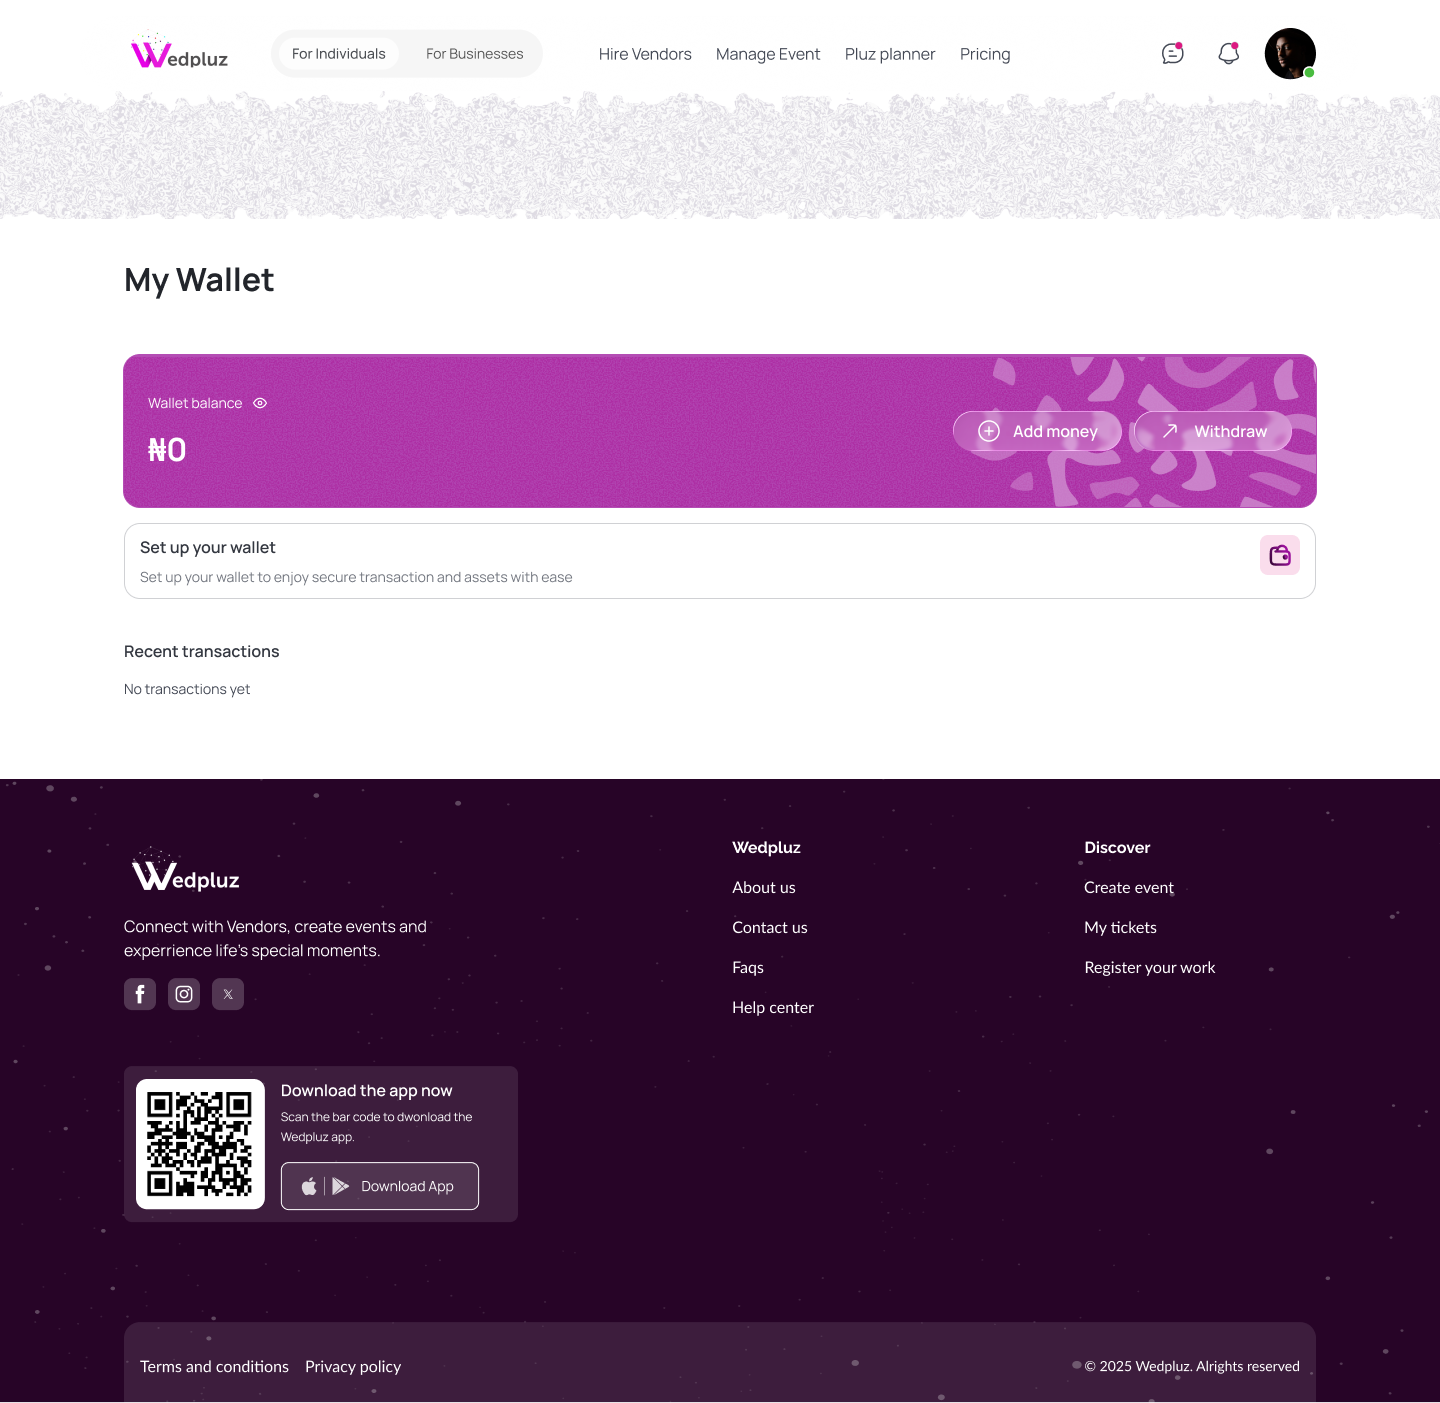 Wedpluz
For Individuals
For Businesses
Hire Vendors
Manage Event
Pluz planner
Pricing
My Wallet
Wallet balance
₦0
Add money
Withdraw
Set up your wallet
Set up your wallet to enjoy secure transaction and assets with ease
Recent transactions
No transactions yet
Wedpluz
Connect with Vendors, create events and
experrience life's special moments.
Download the app now
Scan the bar code to dwonload the
Wedpluz app.
Download App
Wedpluz
About us
Contact us
Faqs
Help center
Discover
Create event
My tickets
Register your work
Terms and conditions
Privacy policy
© 2025 Wedpluz. Alrights reserved